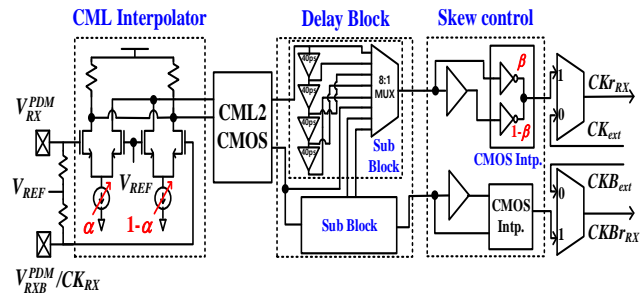 CML Interpolator
Delay Block
Skew control
V_RX^PDM
V_REF
V_RXB^PDM/CK_RX
α
V_REF
1-α
CML2
CMOS
40ps
40ps
40ps
40ps
8:1
MUX
Sub
Block
Sub Block
β
1-β
CMOS Intp.
CMOS
Intp.
1
0
CKr_RX
CK_ext
0
1
CKB_ext
CKBr_RX